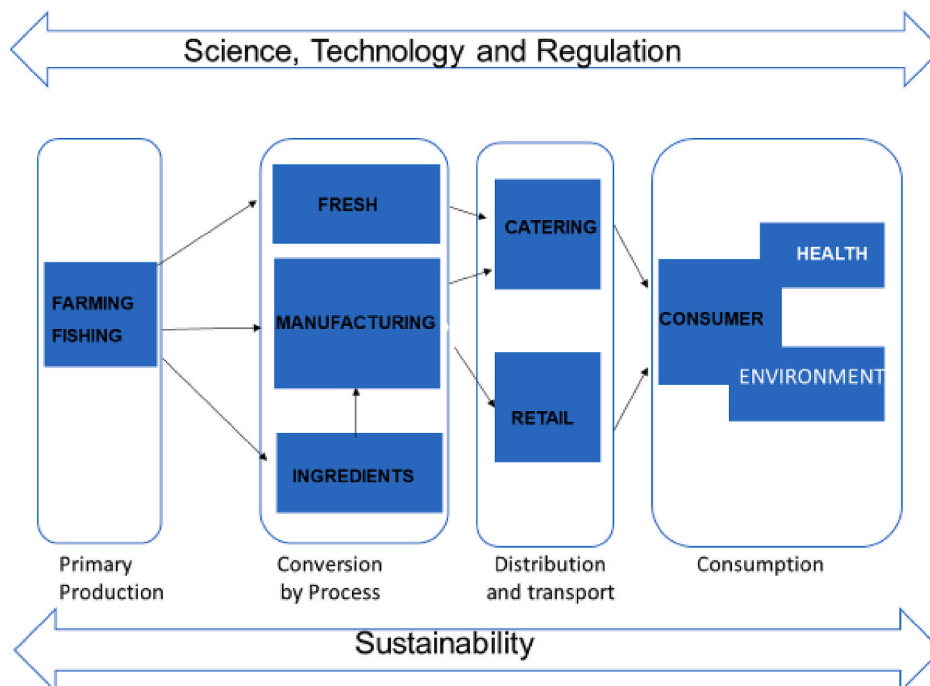 Science, Technology and Regulation
FRESH
CATERING
HEALTH
FARMING
FISHING
MANUFACTURING
CONSUMER
ENVIRONMENT
RETAIL
INGREDIENTS
Primary
Production
Conversion
by Process
Distribution
and transport
Consumption
Sustainability